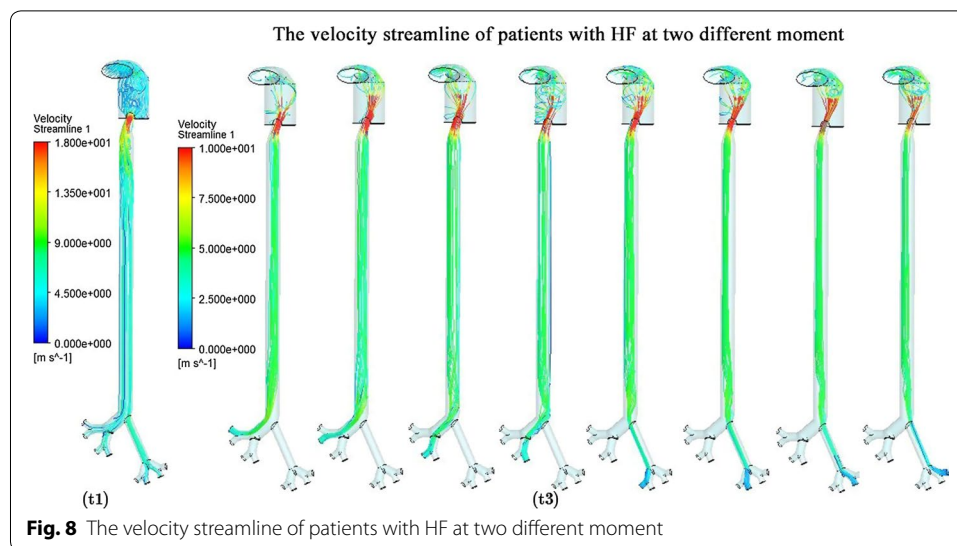 The velocity streamline of patients with HF at two different moment
Velocity
Streamline 1
1.800e+001
1.350e+001
9.000e+000
4.500e+000
0.000e+000
[m s^-1]
Velocity
Streamline 1
1.000e+001
7.500e+000
5.000e+000
2.500e+000
0.000e+000
[m s^-1]
(t1)
(t3)
Fig. 8 The velocity streamline of patients with HF at two different moment